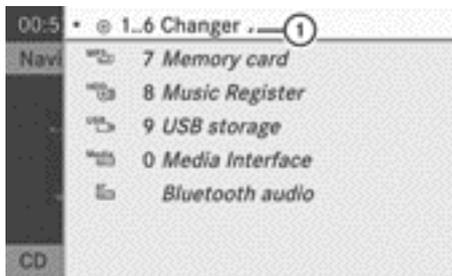 00:5 • 1..6 Changer 1
Navi 7 Memory card
8 Music Register
9 USB storage
0 Media Interface
Bluetooth audio
CD